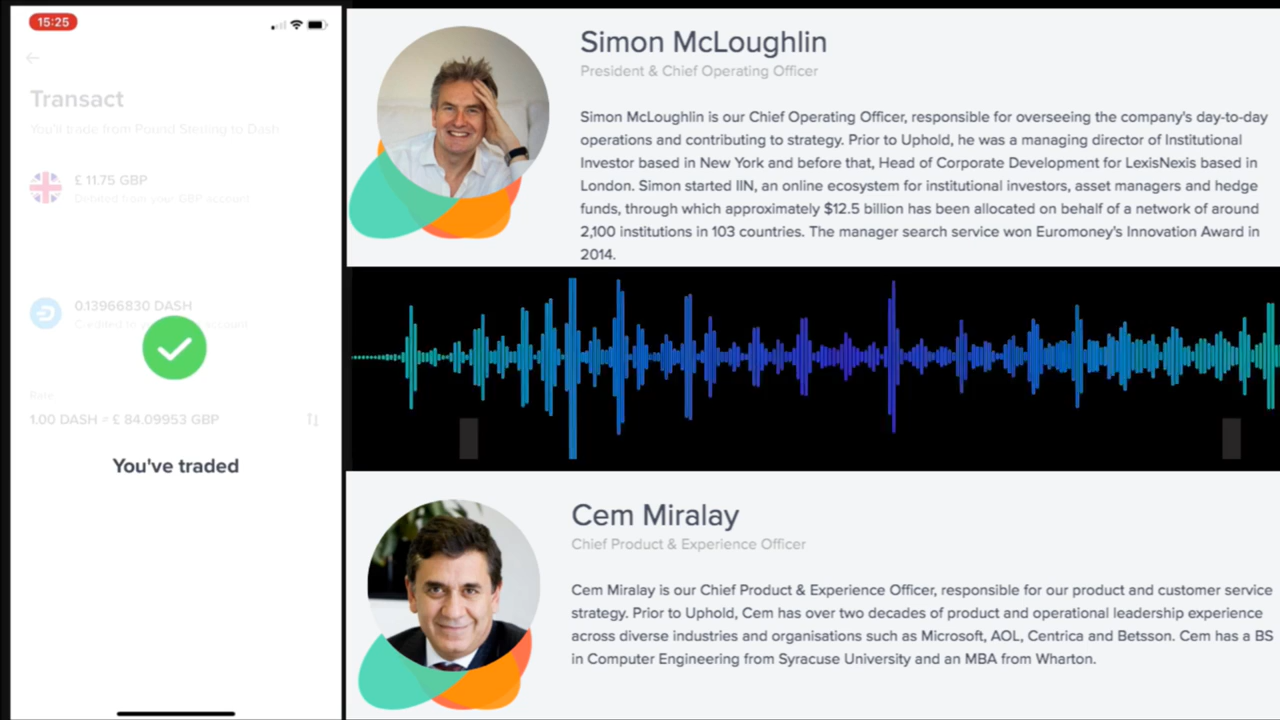 15:25
Transact
You'll trade from Pound Sterling to Dash
£ 11.75 GBP
Debited from your GBP account
0.13966830 DASH
Credited to your account
Rate
1.00 DASH = £ 84.09953 GBP
You've traded
Simon McLoughlin
President & Chief Operating Officer
Simon McLoughlin is our Chief Operating Officer, responsible for overseeing the company's day-to-day
operations and contributing to strategy. Prior to Uphold, he was a managing director of Institutional
Investor based in New York and before that, Head of Corporate Development for LexisNexis based in
London. Simon started IIN, an online ecosystem for institutional investors, asset managers and hedge
funds, through which approximately $12.5 billion has been allocated on behalf of a network of around
2,100 institutions in 103 countries. The manager search service won Euromoney's Innovation Award in
2014.
Cem Miralay
Chief Product & Experience Officer
Cem Miralay is our Chief Product & Experience Officer, responsible for our product and customer service
strategy. Prior to Uphold, Cem has over two decades of product and operational leadership experience
across diverse industries and organisations such as Microsoft, AOL, Centrica and Betsson. Cem has a BS
in Computer Engineering from Syracuse University and an MBA from Wharton.